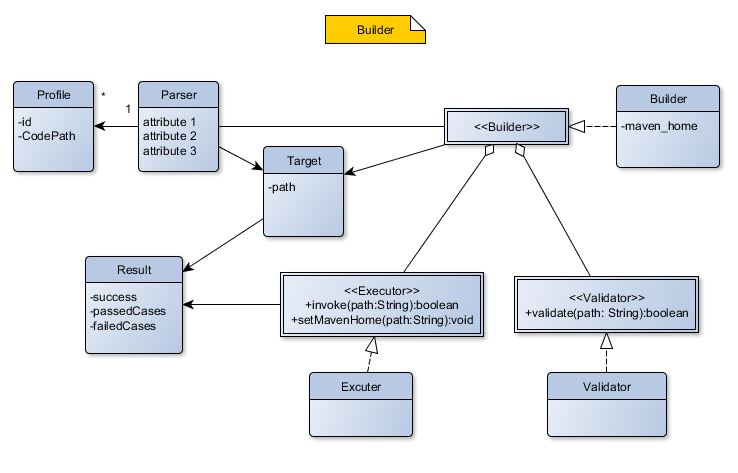 Builder
Profile
-id
-CodePath
*
1
Parser
attribute 1
attribute 2
attribute 3
<<Builder>>
Builder
-maven_home
Target
-path
Result
-success
-passedCases
-failedCases
<<Executor>>
+invoke(path:String):boolean
+setMavenHome(path:String):void
<<Validator>>
+validate(path: String):boolean
Excuter
Validator